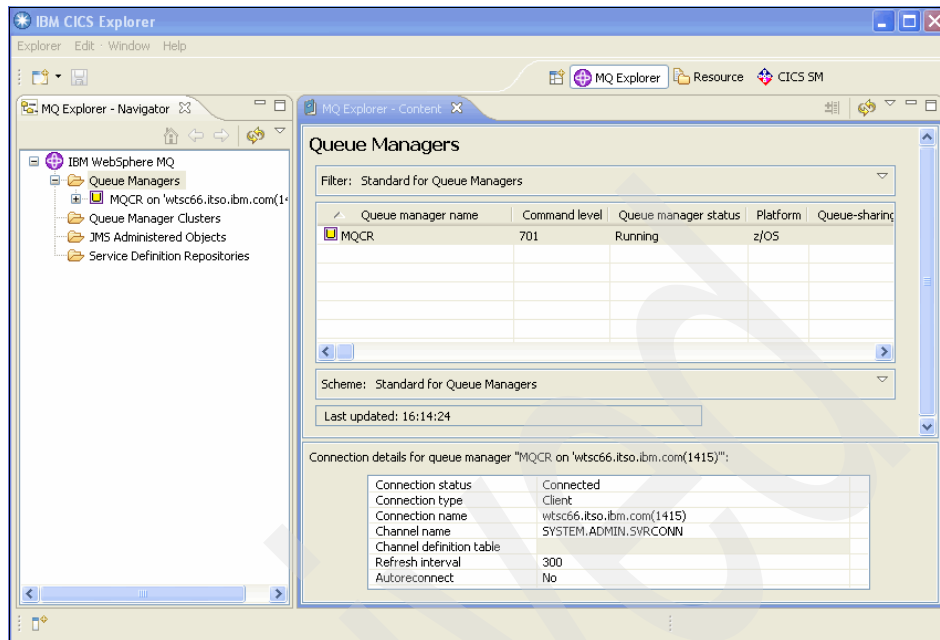 IBM CICS Explorer
Explorer Edit Window Help
MQ Explorer Resource CICS SM
MQ Explorer - Navigator
IBM WebSphere MQ
Queue Managers
MQCR on 'wtsc66.itso.ibm.com(1
Queue Manager Clusters
JMS Administered Objects
Service Definition Repositories
MQ Explorer - Content
Queue Managers
Filter: Standard for Queue Managers
Queue manager name Command level Queue manager status Platform Queue-sharing
MQCR 701 Running z/OS
Scheme: Standard for Queue Managers
Last updated: 16:14:24
Connection details for queue manager "MQCR on 'wtsc66.itso.ibm.com(1415)'":
Connection status Connected
Connection type Client
Connection name wtsc66.itso.ibm.com(1415)
Channel name SYSTEM.ADMIN.SVRCONN
Channel definition table
Refresh interval 300
Autoreconnect No